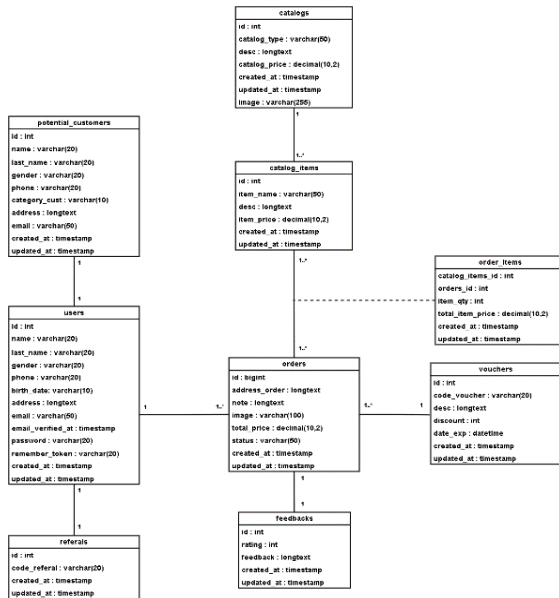 catalogs
id : int
catalog_type : varchar(50)
desc : longtext
catalog_price : decimal(10,2)
created_at : timestamp
updated_at : timestamp
image : varchar(255)
1
1..*
catalog_items
id : int
item_name : varchar(50)
desc : longtext
item_price : decimal(10,2)
created_at : timestamp
updated_at : timestamp
1..*
1..*
potential_customers
id : int
name : varchar(20)
last_name : varchar(20)
gender : varchar(20)
phone : varchar(20)
category_cust : varchar(10)
address : longtext
email : varchar(50)
created_at : timestamp
updated_at : timestamp
1
1
users
id : int
name : varchar(20)
last_name : varchar(20)
gender : varchar(20)
phone : varchar(20)
birth_date: varchar(10)
address : longtext
email : varchar(50)
email_verified_at : timestamp
password : varchar(20)
remember_token : varchar(20)
created_at : timestamp
updated_at : timestamp
1
1..*
1
1
referals
id : int
code_referal : varchar(20)
created_at : timestamp
updated_at : timestamp
order_items
catalog_items_id : int
orders_id : int
item_qty : int
total_item_price : decimal(10,2)
created_at : timestamp
updated_at : timestamp
orders
id : bigint
address_order : longtext
note : longtext
image : varchar(100)
total_price : decimal(10,2)
status : varchar(50)
created_at : timestamp
updated_at : timestamp
1..*
1
1
1
vouchers
id : int
code_voucher : varchar(20)
desc : longtext
discount : int
date_exp : datetime
created_at : timestamp
updated_at : timestamp
feedbacks
id : int
rating : int
feedback : longtext
created_at : timestamp
updated_at : timestamp